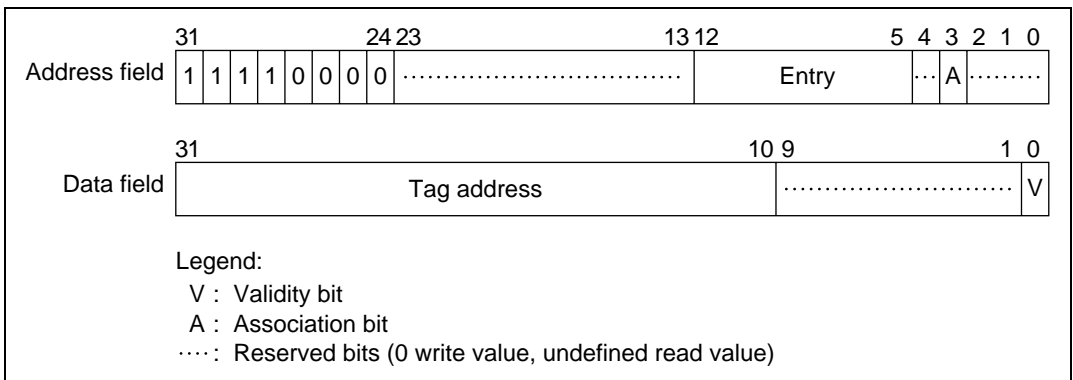 31 24 23 13 12 5 4 3 2 1 0
Address field 1 1 1 1 0 0 0 0 ································ Entry ··· A ·········
31 10 9 1 0
Data field Tag address ··························· V
Legend:
V : Validity bit
A : Association bit
····: Reserved bits (0 write value, undefined read value)